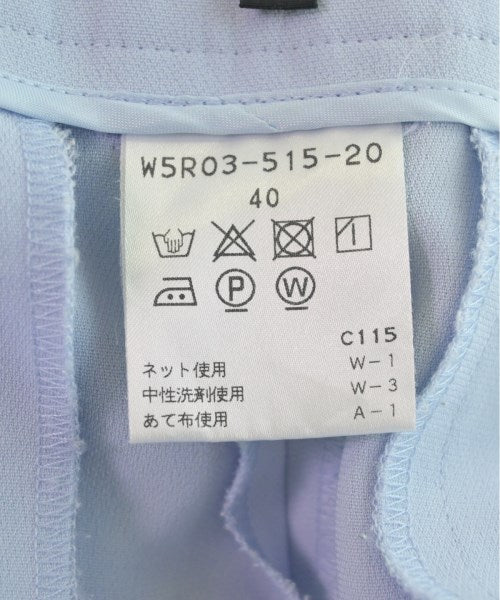 W5R03-515-20
40
P W
C115
ネット使用 W-1
中性洗剤使用 W-3
あて布使用 A-1